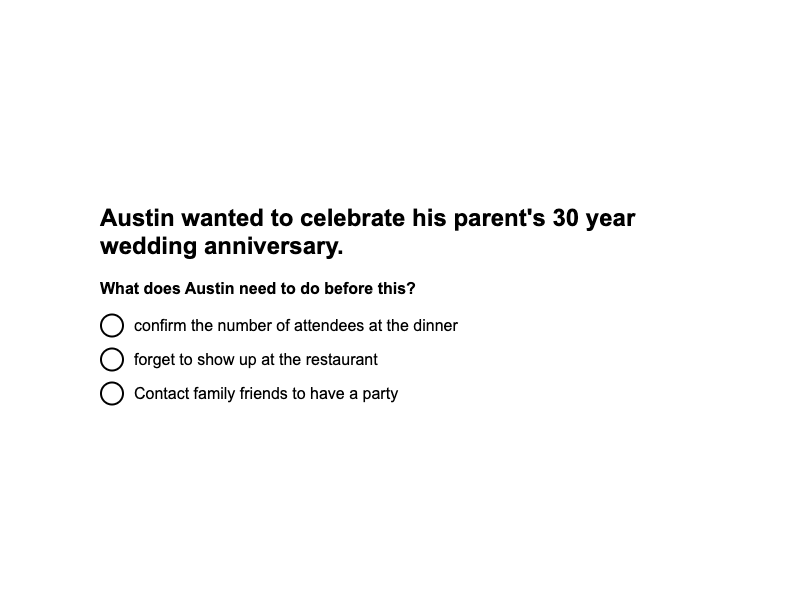 Austin wanted to celebrate his parent's 30 year
wedding anniversary.
What does Austin need to do before this?
confirm the number of attendees at the dinner
forget to show up at the restaurant
Contact family friends to have a party